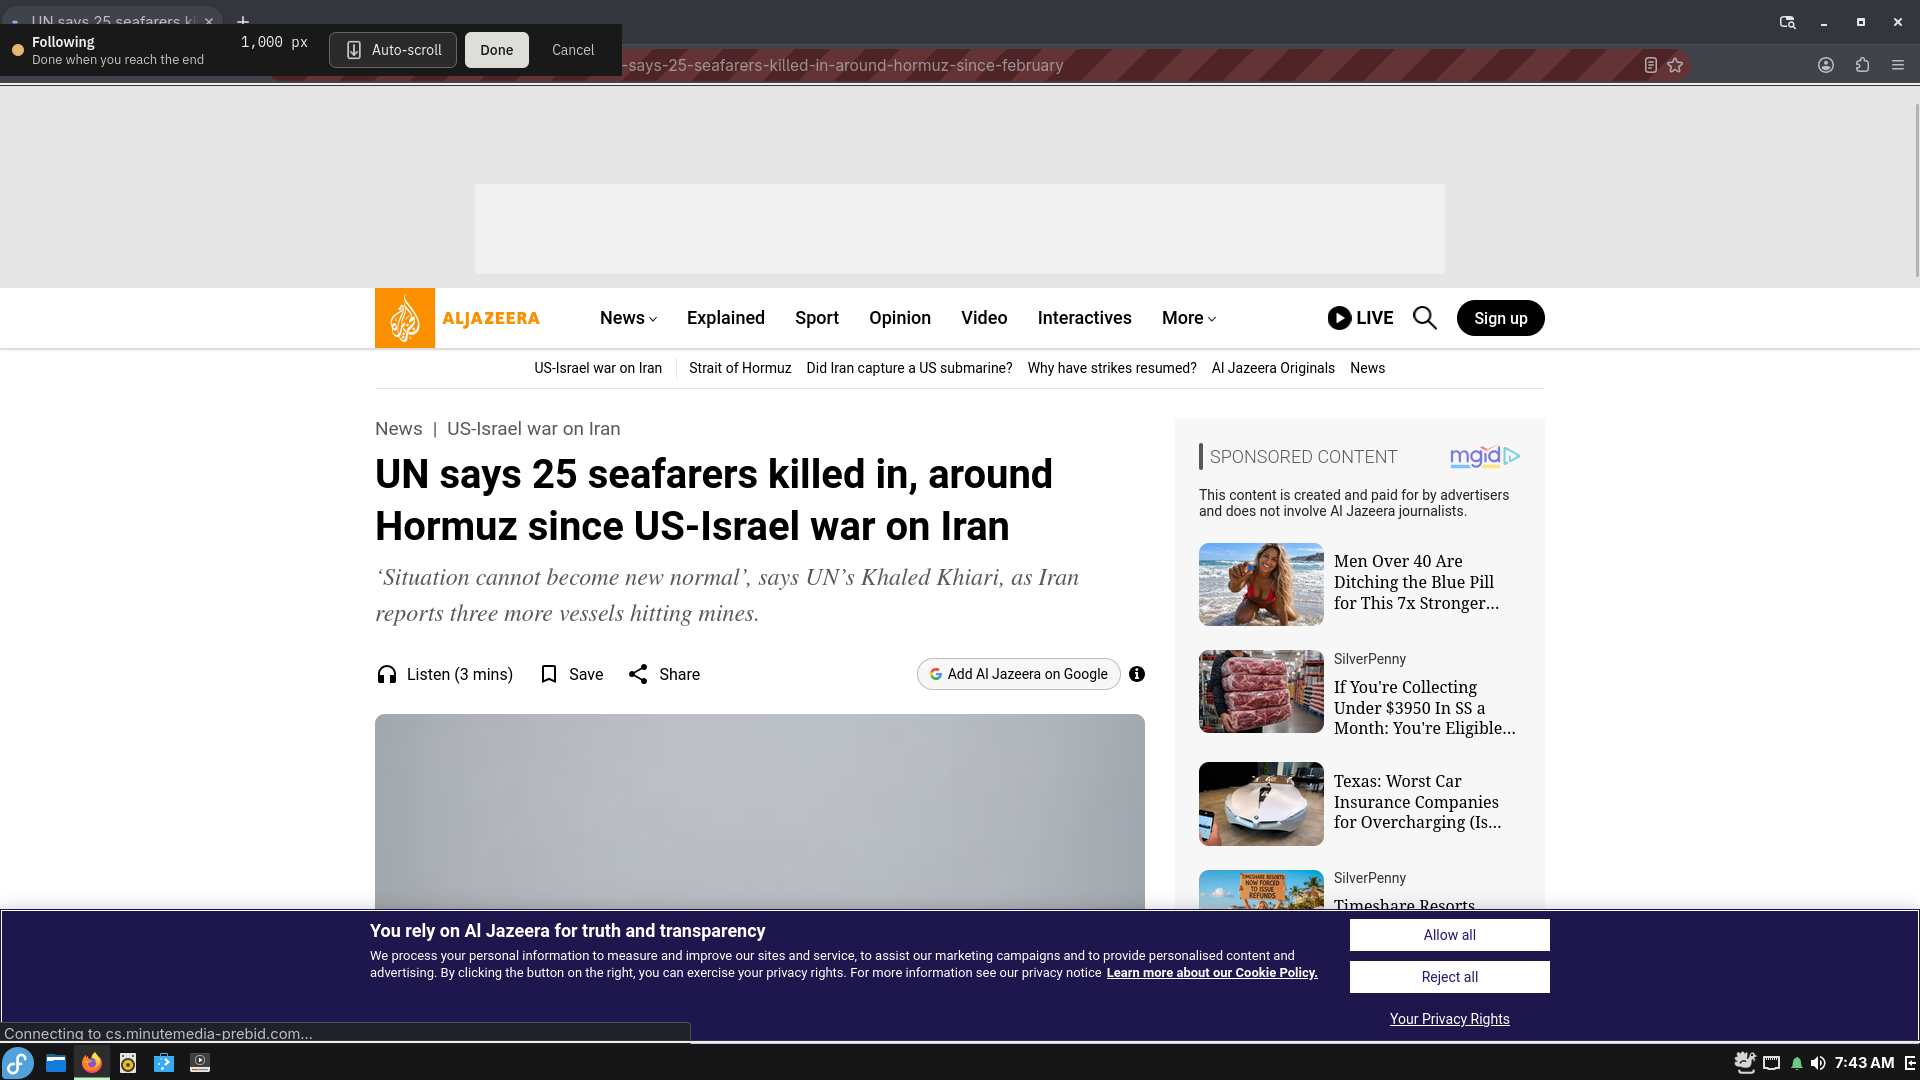 UN says 25 seafarers ki
Following
Done when you reach the end
1,000 px
Auto-scroll
Done
Cancel
-says-25-seafarers-killed-in-around-hormuz-since-february
ALJAZEERA
News
Explained
Sport
Opinion
Video
Interactives
More
LIVE
Sign up
US-Israel war on Iran
Strait of Hormuz
Did Iran capture a US submarine?
Why have strikes resumed?
Al Jazeera Originals
News
News | US-Israel war on Iran
UN says 25 seafarers killed in, around
Hormuz since US-Israel war on Iran
‘Situation cannot become new normal’, says UN’s Khaled Khiari, as Iran
reports three more vessels hitting mines.
Listen (3 mins)
Save
Share
Add Al Jazeera on Google
SPONSORED CONTENT
mgid
This content is created and paid for by advertisers
and does not involve Al Jazeera journalists.
Men Over 40 Are
Ditching the Blue Pill
for This 7x Stronger...
SilverPenny
If You're Collecting
Under $3950 In SS a
Month: You're Eligible...
Texas: Worst Car
Insurance Companies
for Overcharging (Is...
TIMESHARE RESORTS
NOW FORCED
TO ISSUE
REFUNDS
SilverPenny
Timeshare Resorts
You rely on Al Jazeera for truth and transparency
We process your personal information to measure and improve our sites and service, to assist our marketing campaigns and to provide personalised content and
advertising. By clicking the button on the right, you can exercise your privacy rights. For more information see our privacy notice Learn more about our Cookie Policy.
Allow all
Reject all
Your Privacy Rights
Connecting to cs.minutemedia-prebid.com...
7:43 AM